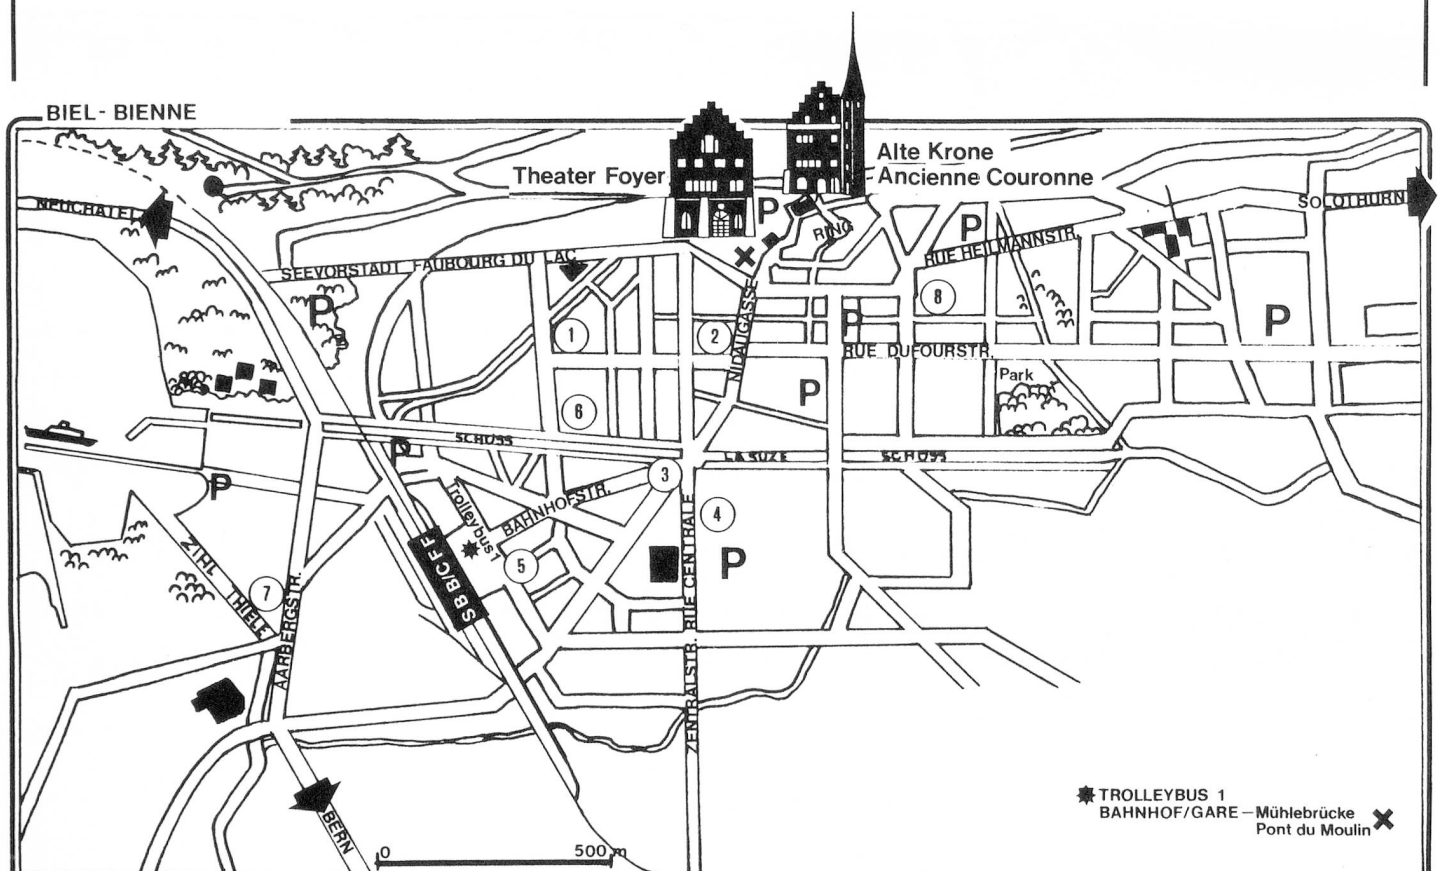 BIEL - BIENNE
Theater Foyer
Alte Krone
Ancienne Couronne
NEUCHATEL
SOLOTHURN
P
P
RING
RUE HEILMANNSTR.
SEEVORSTADT FAUBOURG DU LAC
P
8
P
P
1
2
NIDAUGASSE
RUE DUFOURSTR.
Park
P
6
SCHÜSS
LA SUZE
SCHÜSS
P
P
3
BAHNHOFSTR.
Trolleybus 1
4
ZIHL THIELE
SBB/CFF
5
P
7
AARBERGSTR.
ZENTRALSTR. RUE CENTRALE
BERN
TROLLEYBUS 1
BAHNHOF/GARE – Mühlebrücke
Pont du Moulin
0 500 m